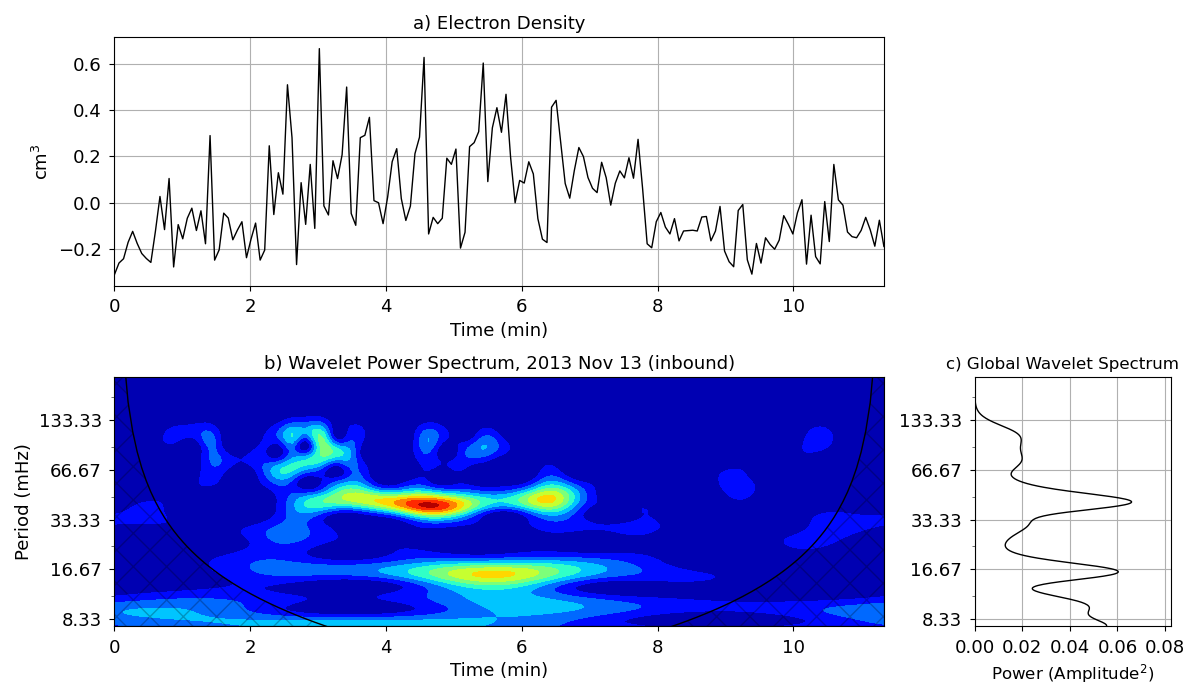 a) Electron Density
cm³
0.6
0.4
0.2
0.0
−0.2
0 2 4 6 8 10
Time (min)
b) Wavelet Power Spectrum, 2013 Nov 13 (inbound)
Period (mHz)
133.33
66.67
33.33
16.67
8.33
0 2 4 6 8 10
Time (min)
c) Global Wavelet Spectrum
133.33
66.67
33.33
16.67
8.33
0.00 0.02 0.04 0.06 0.08
Power (Amplitude²)